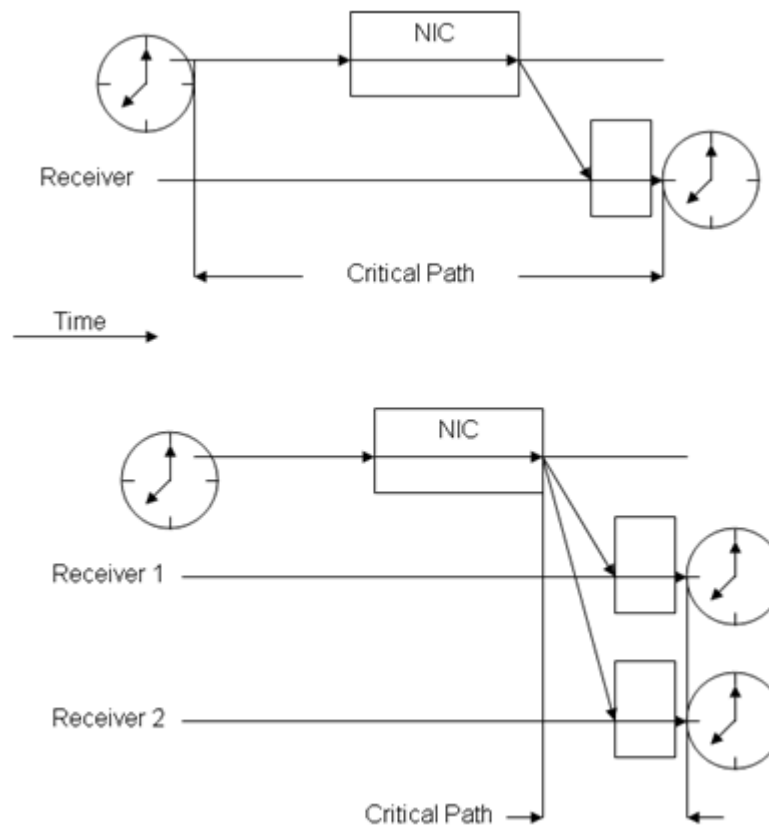 NIC
Receiver
Critical Path
Time
NIC
Receiver 1
Receiver 2
Critical Path